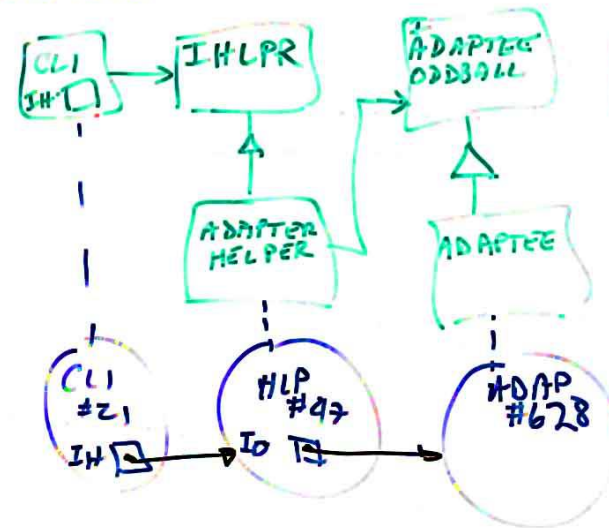 CLI
IH
IHLPR
I
ADAPTEE
ODDBALL
ADAPTER
HELPER
ADAPTEE
CLI
#21
IH
HLP
#47
IO
ADAP
#628